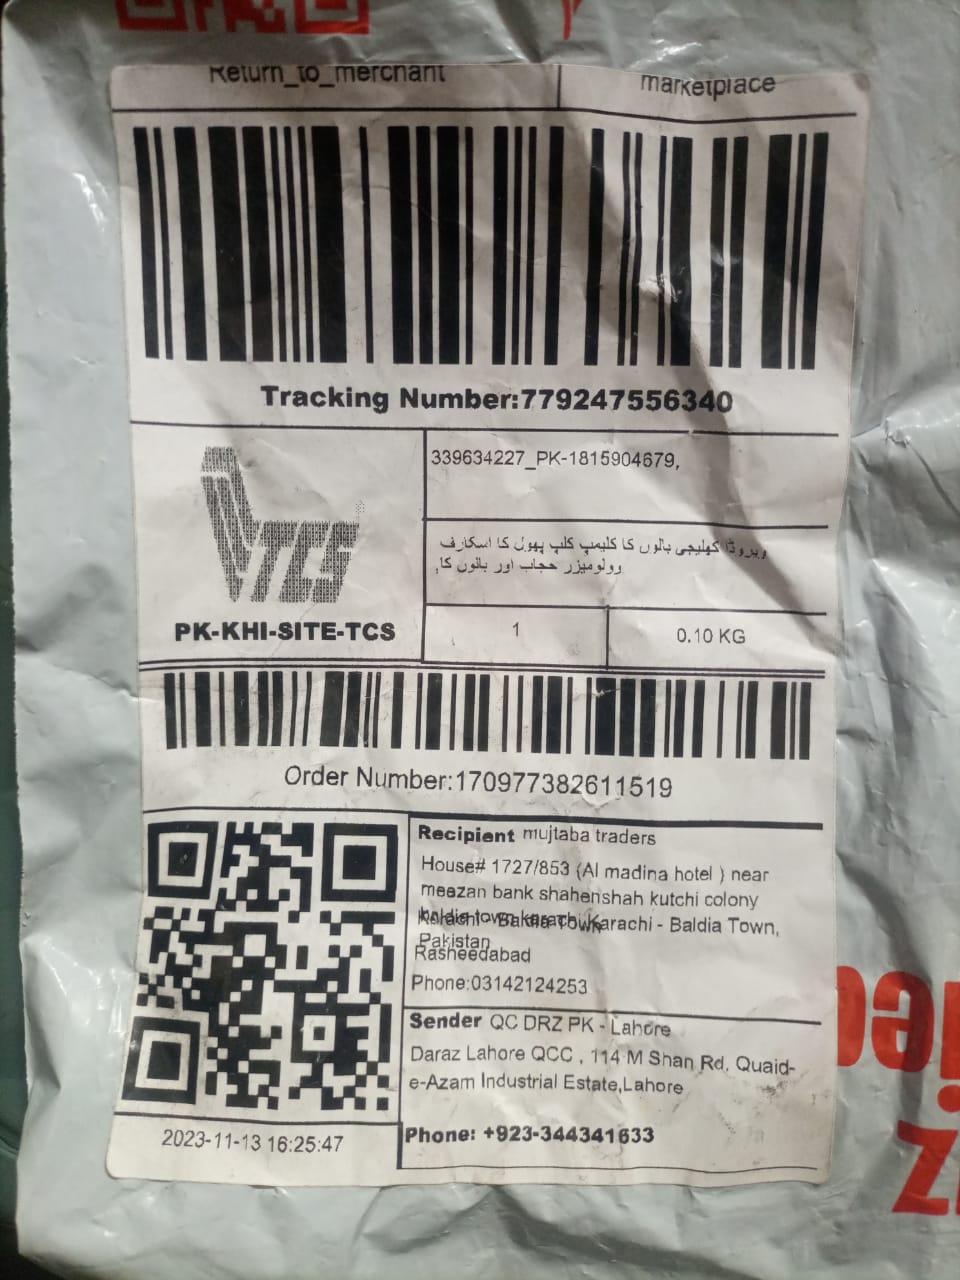 Return_to_merchant
marketplace
Tracking Number:779247556340
339634227_PK-1815904679,
ویروڈا کھلیجی بالوں کا کلیمپ کلپ پھول کا اسکارف
وولومیزر حجاب اور بالوں کا,
TCS
PK-KHI-SITE-TCS
1
0.10 KG
Order Number:170977382611519
Recipient mujtaba traders
House# 1727/853 (Al madina hotel ) near
meezan bank shahenshah kutchi colony
baldia town karachi
Karachi - Baldia Town, Karachi - Baldia Town,
Pakistan
Rasheedabad
Phone:03142124253
Sender QC DRZ PK - Lahore
Daraz Lahore QCC , 114 M Shan Rd, Quaid-
e-Azam Industrial Estate,Lahore
Phone: +923-344341633
2023-11-13 16:25:47